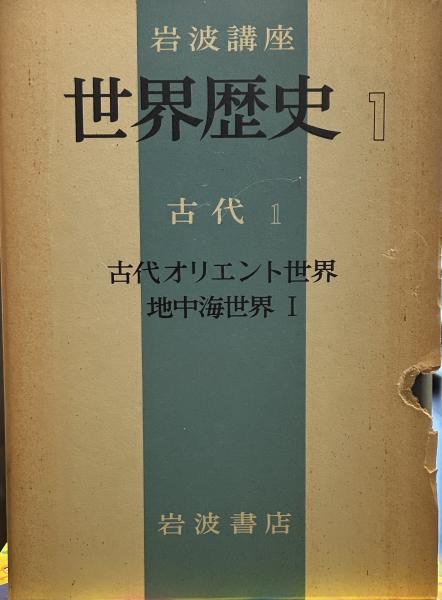 岩波講座
世界歴史 1
古代 1
古代オリエント世界
地中海世界 I
岩波書店